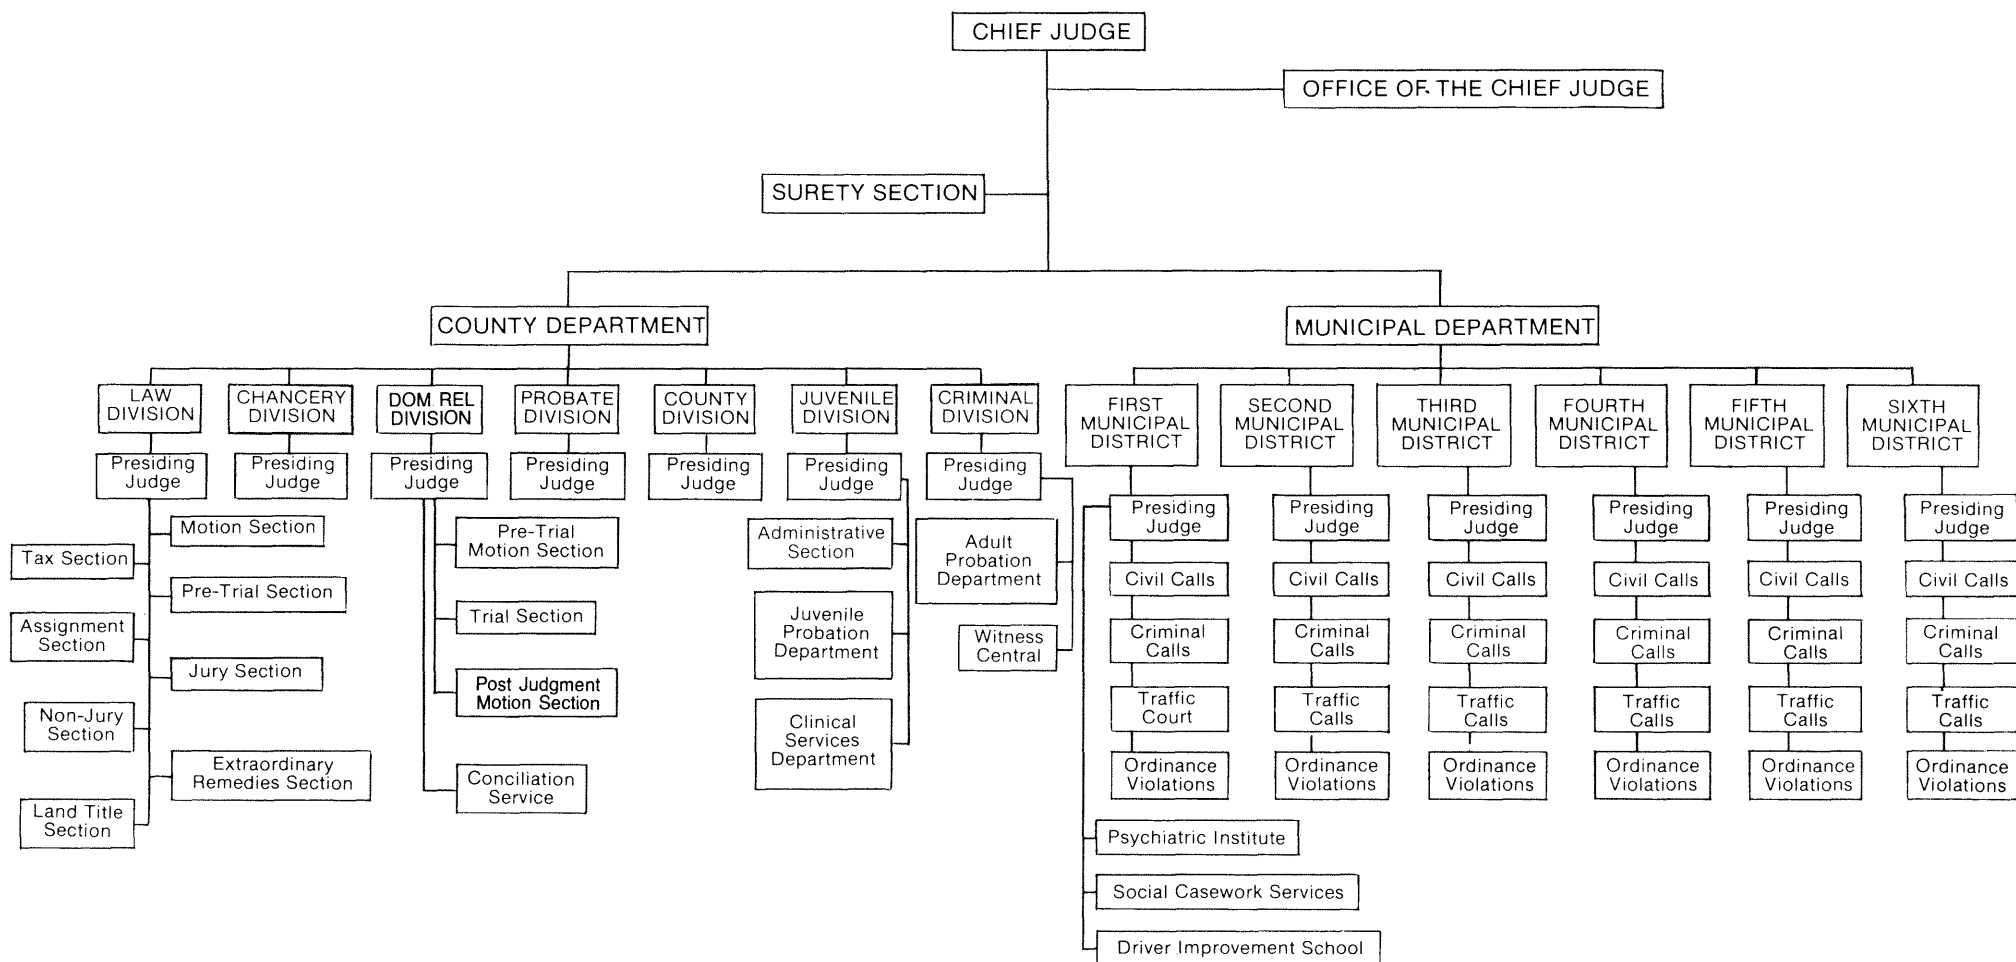 CHIEF JUDGE
OFFICE OF THE CHIEF JUDGE
SURETY SECTION
COUNTY DEPARTMENT
MUNICIPAL DEPARTMENT
LAW
DIVISION
CHANCERY
DIVISION
DOM. REL
DIVISION
PROBATE
DIVISION
COUNTY
DIVISION
JUVENILE
DIVISION
CRIMINAL
DIVISION
FIRST
MUNICIPAL
DISTRICT
SECOND
MUNICIPAL
DISTRICT
THIRD
MUNICIPAL
DISTRICT
FOURTH
MUNICIPAL
DISTRICT
FIFTH
MUNICIPAL
DISTRICT
SIXTH
MUNICIPAL
DISTRICT
Presiding
Judge
Presiding
Judge
Presiding
Judge
Presiding
Judge
Presiding
Judge
Presiding
Judge
Presiding
Judge
Motion Section
Tax Section
Pre-Trial Section
Assignment
Section
Jury Section
Non-Jury
Section
Extraordinary
Remedies Section
Land Title
Section
Pre-Trial
Motion Section
Trial Section
Post Judgment
Motion Section
Conciliation
Service
Administrative
Section
Juvenile
Probation
Department
Clinical
Services
Department
Adult
Probation
Department
Witness
Central
Presiding
Judge
Civil Calls
Criminal
Calls
Traffic
Court
Ordinance
Violations
Psychiatric Institute
Social Casework Services
Driver Improvement School
Presiding
Judge
Civil Calls
Criminal
Calls
Traffic
Calls
Ordinance
Violations
Presiding
Judge
Civil Calls
Criminal
Calls
Traffic
Calls
Ordinance
Violations
Presiding
Judge
Civil Calls
Criminal
Calls
Traffic
Calls
Ordinance
Violations
Presiding
Judge
Civil Calls
Criminal
Calls
Traffic
Calls
Ordinance
Violations
Presiding
Judge
Civil Calls
Criminal
Calls
Traffic
Calls
Ordinance
Violations